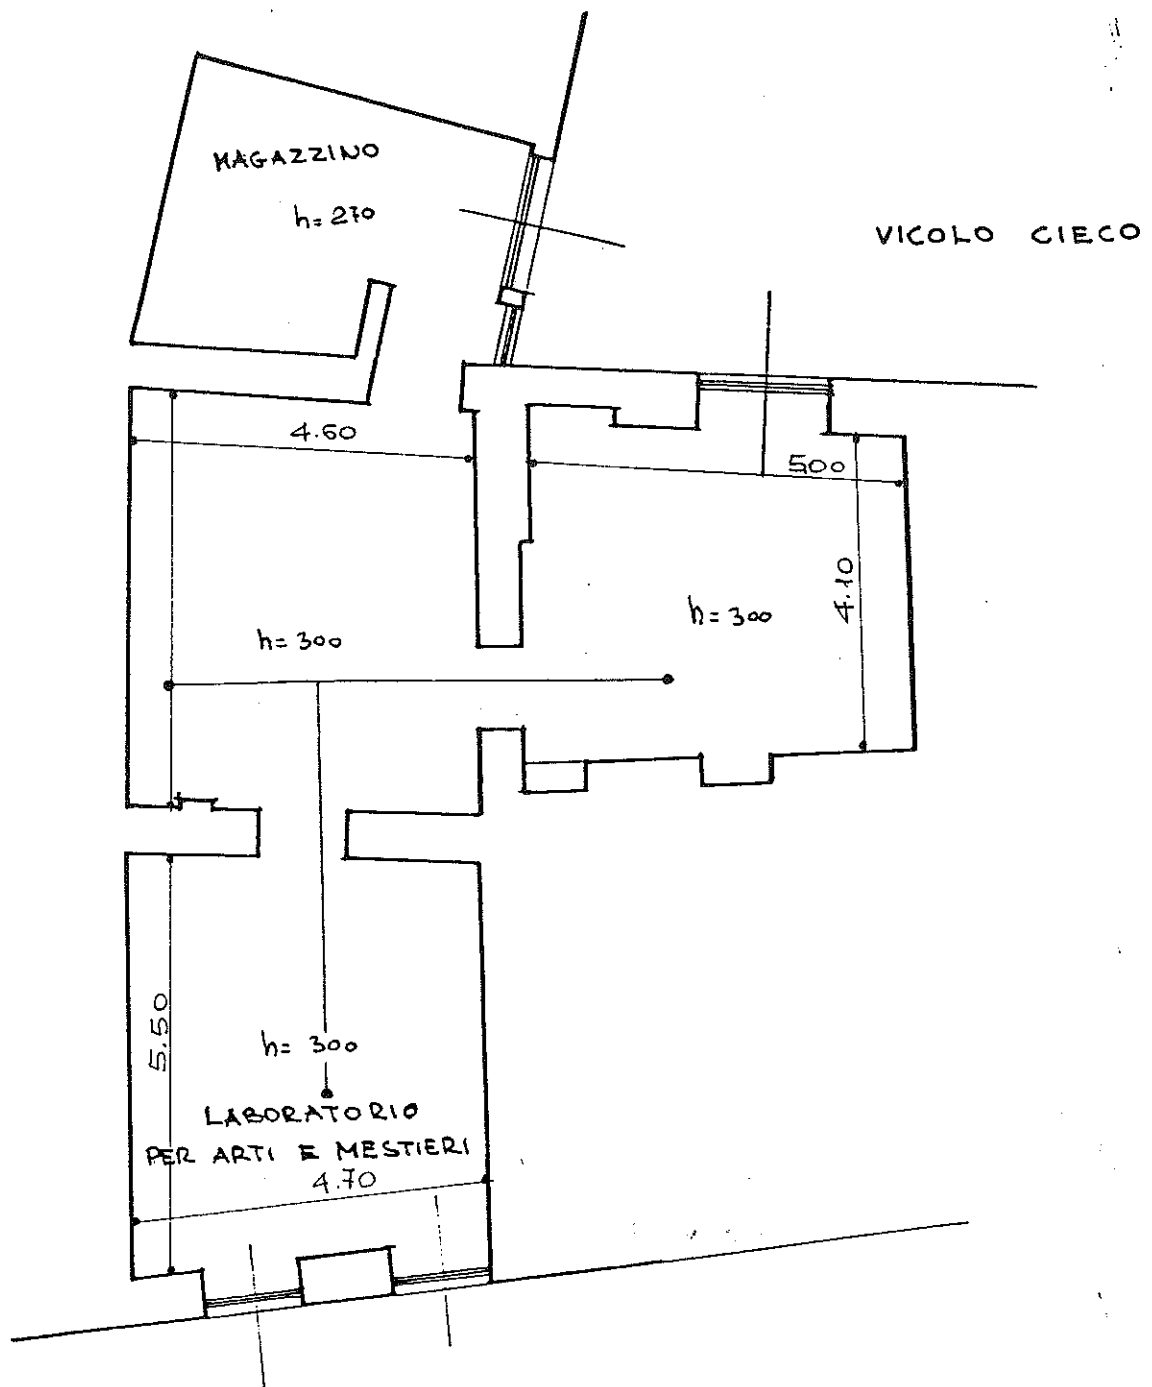 MAGAZZINO
h=270
VICOLO CIECO
4.60
500
4.10
h=300
h=300
5.50
h= 300
LABORATORIO
PER ARTI E MESTIERI
4.70